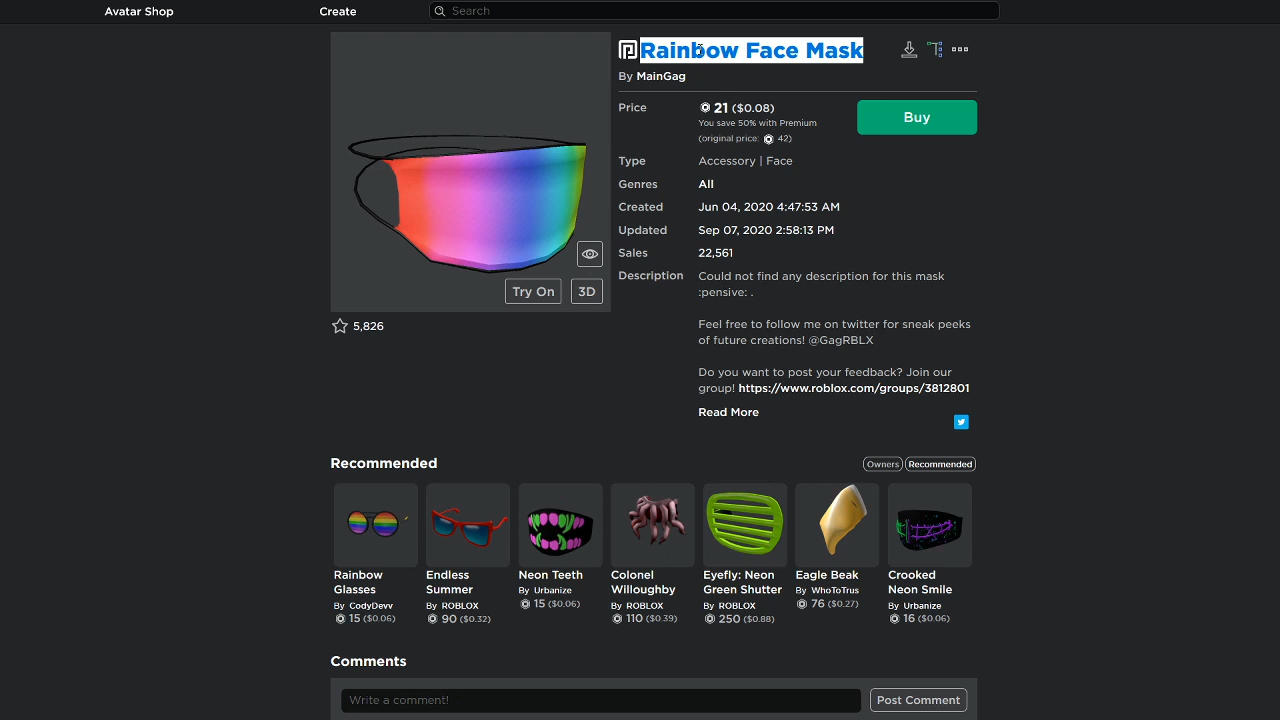 Avatar Shop
Create
Search
Rainbow Face Mask
By MainGag
Price
21 ($0.08)
You save 50% with Premium
(original price: 42)
Buy
Type
Accessory | Face
Genres
All
Created
Jun 04, 2020 4:47:53 AM
Updated
Sep 07, 2020 2:58:13 PM
Sales
22,561
Description
Could not find any description for this mask
:pensive: .
Feel free to follow me on twitter for sneak peeks
of future creations! @GagRBLX
Do you want to post your feedback? Join our
group! https://www.roblox.com/groups/3812801
Read More
Try On
3D
5,826
Recommended
Owners
Recommended
Rainbow
Glasses
By CodyDevv
15 ($0.06)
Endless
Summer
By ROBLOX
90 ($0.32)
Neon Teeth
By Urbanize
15 ($0.06)
Colonel
Willoughby
By ROBLOX
110 ($0.39)
Eyefly: Neon
Green Shutter
By ROBLOX
250 ($0.88)
Eagle Beak
By WhoToTrus
76 ($0.27)
Crooked
Neon Smile
By Urbanize
16 ($0.06)
Comments
Write a comment!
Post Comment